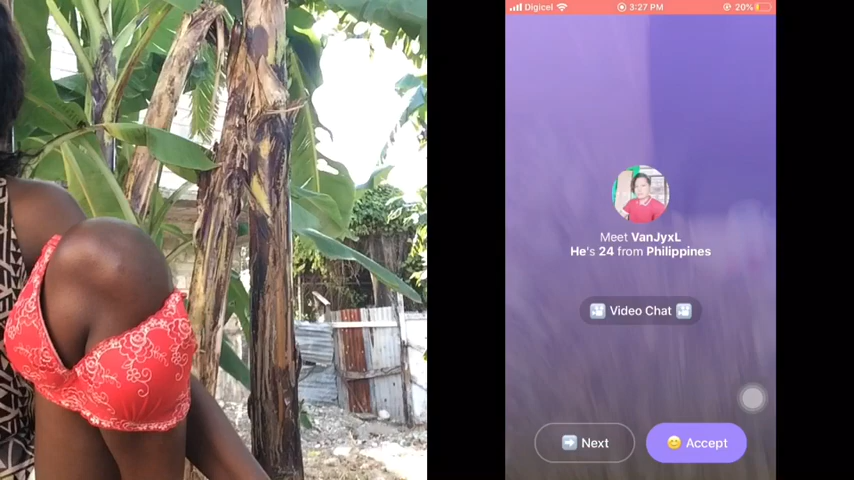 Digicel 3:27 PM 20%
Meet VanJyxL
He's 24 from Philippines
Video Chat
Next
Accept